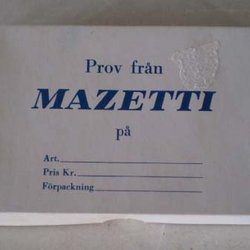 Prov från
MAZETTI
på
Art.
Pris Kr.
Förpackning